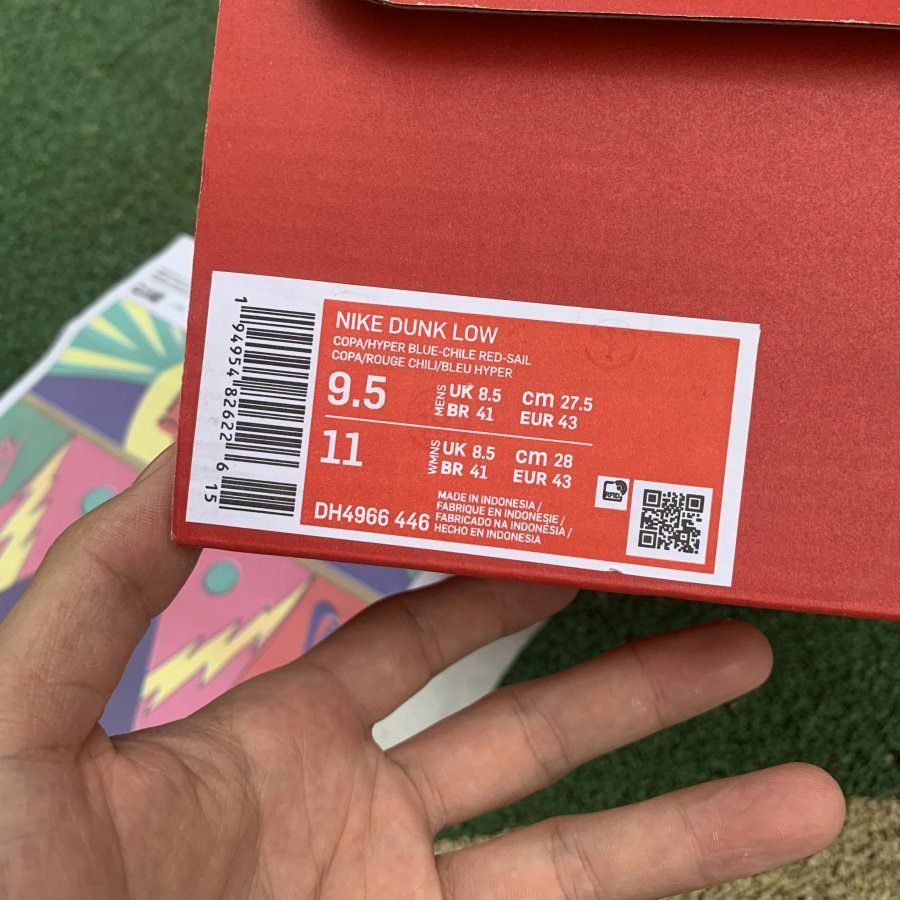 NIKE DUNK LOW
COPA/HYPER BLUE-CHILE RED-SAIL
COPA/ROUGE CHILI/BLEU HYPER
9.5
MENS
UK 8.5
cm 27.5
BR 41
EUR 43
11
WMNS
UK 8.5
cm 28
BR 41
EUR 43
DH4966 446
MADE IN INDONESIA /
FABRIQUE EN INDONÉSIE /
FABRICADO NA INDONÉSIA /
HECHO EN INDONESIA
RFID
1 94954 82622 6 15